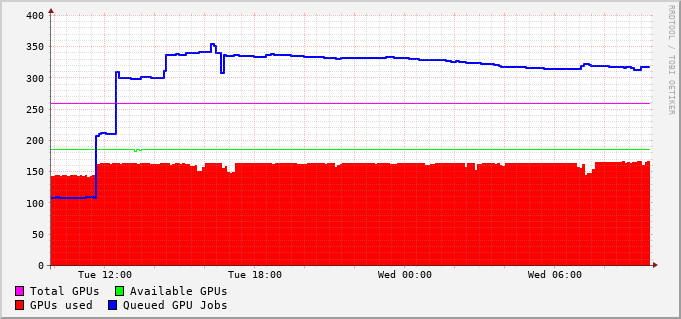 400
350
300
250
200
150
100
50
0
Tue 12:00 Tue 18:00 Wed 00:00 Wed 06:00
Total GPUs Available GPUs
GPUs used Queued GPU Jobs
RRDTOOL / TOBI OETIKER